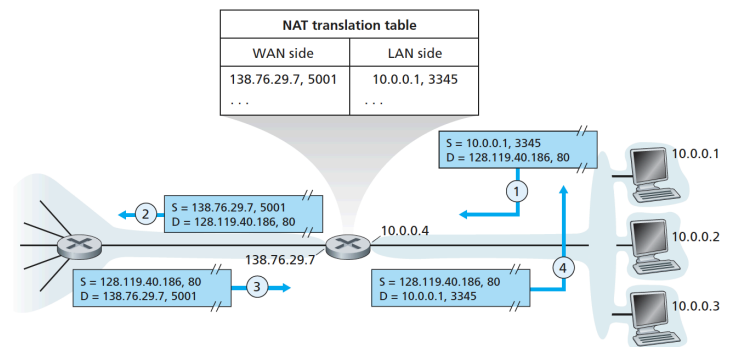 NAT translation table
WAN side LAN side
138.76.29.7, 5001 10.0.0.1, 3345
. . . . . .
S = 10.0.0.1, 3345
D = 128.119.40.186, 80
1
10.0.0.1
S = 138.76.29.7, 5001
D = 128.119.40.186, 80
2
10.0.0.4
10.0.0.2
138.76.29.7
S = 128.119.40.186, 80
D = 138.76.29.7, 5001
3
S = 128.119.40.186, 80
D = 10.0.0.1, 3345
4
10.0.0.3